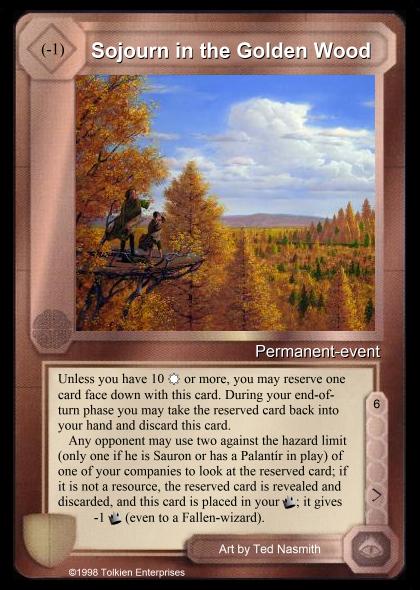 (-1)
Sojourn in the Golden Wood
Permanent-event
Unless you have 10 or more, you may reserve one
card face down with this card. During your end-of-
turn phase you may take the reserved card back into
your hand and discard this card.
Any opponent may use two against the hazard limit
(only one if he is Sauron or has a Palantír in play) of
one of your companies to look at the reserved card; if
it is not a resource, the reserved card is revealed and
discarded, and this card is placed in your ; it gives
-1 (even to a Fallen-wizard).
6
Art by Ted Nasmith
©1998 Tolkien Enterprises